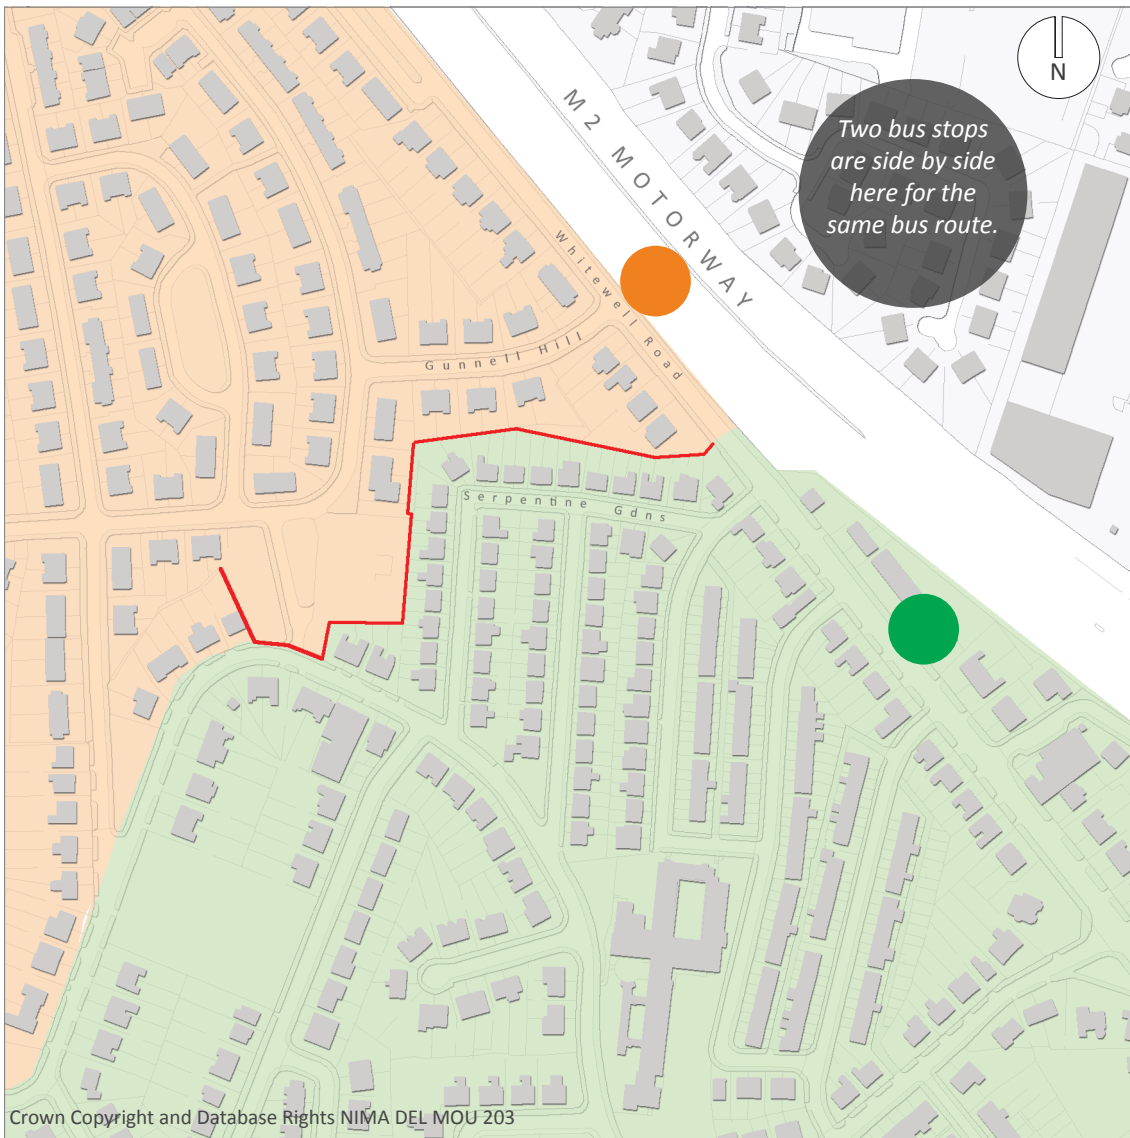 N
M2 MOTORWAY
Two bus stops
are side by side
here for the
same bus route.
Whitewell Road
Gunnell Hill
Serpentine Gdns
Crown Copyright and Database Rights NIMA DEL MOU 203